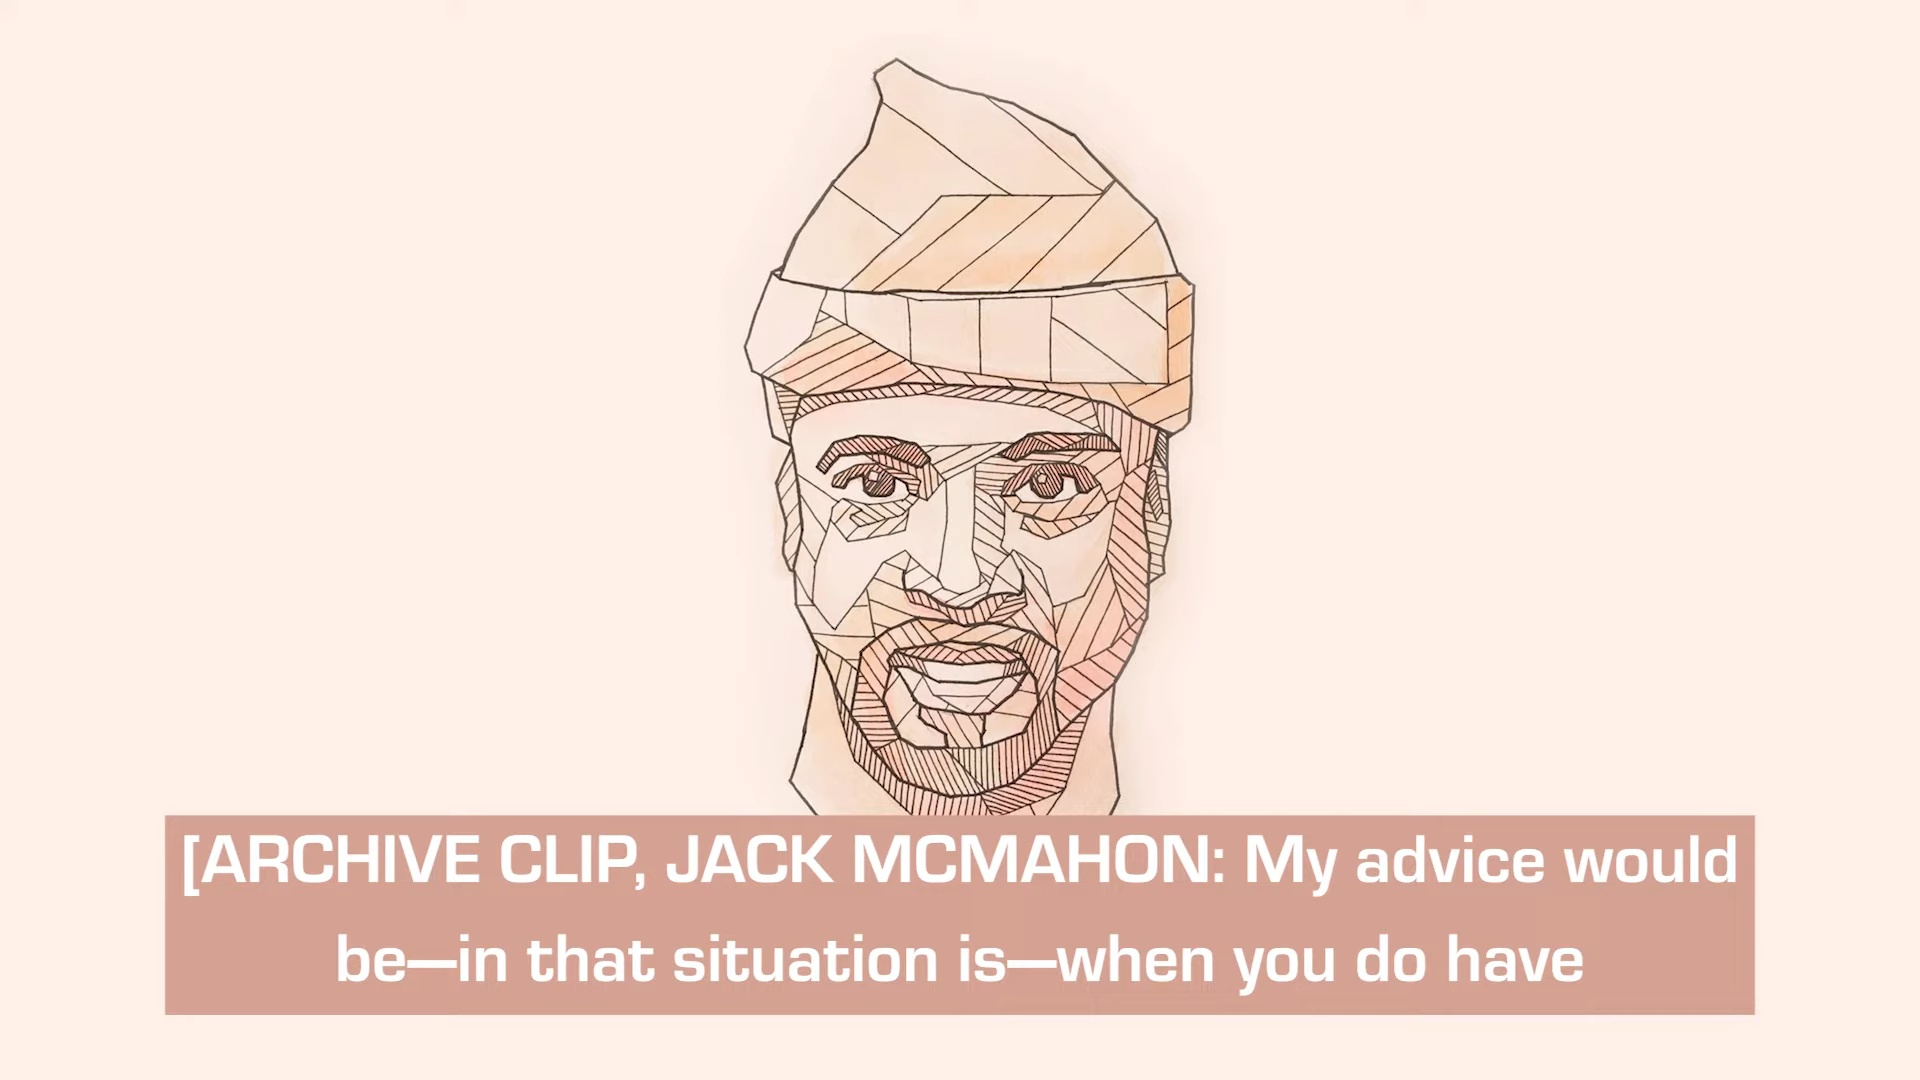 [ARCHIVE CLIP, JACK MCMAHON: My advice would
be—in that situation is—when you do have